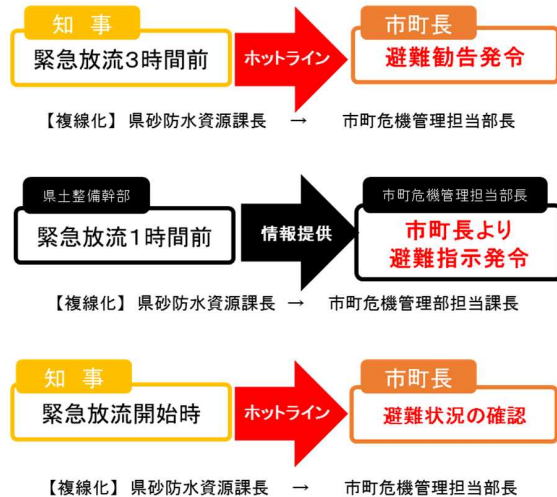 知　事
緊急放流3時間前
ホットライン
市町長
避難勧告発令
【複線化】 県砂防水資源課長　→　市町危機管理担当部長
県土整備幹部
緊急放流1時間前
情報提供
市町危機管理担当部長
市町長より
避難指示発令
【複線化】 県砂防水資源課長　→　市町危機管理部担当課長
知　事
緊急放流開始時
ホットライン
市町長
避難状況の確認
【複線化】 県砂防水資源課長　→　市町危機管理担当部長